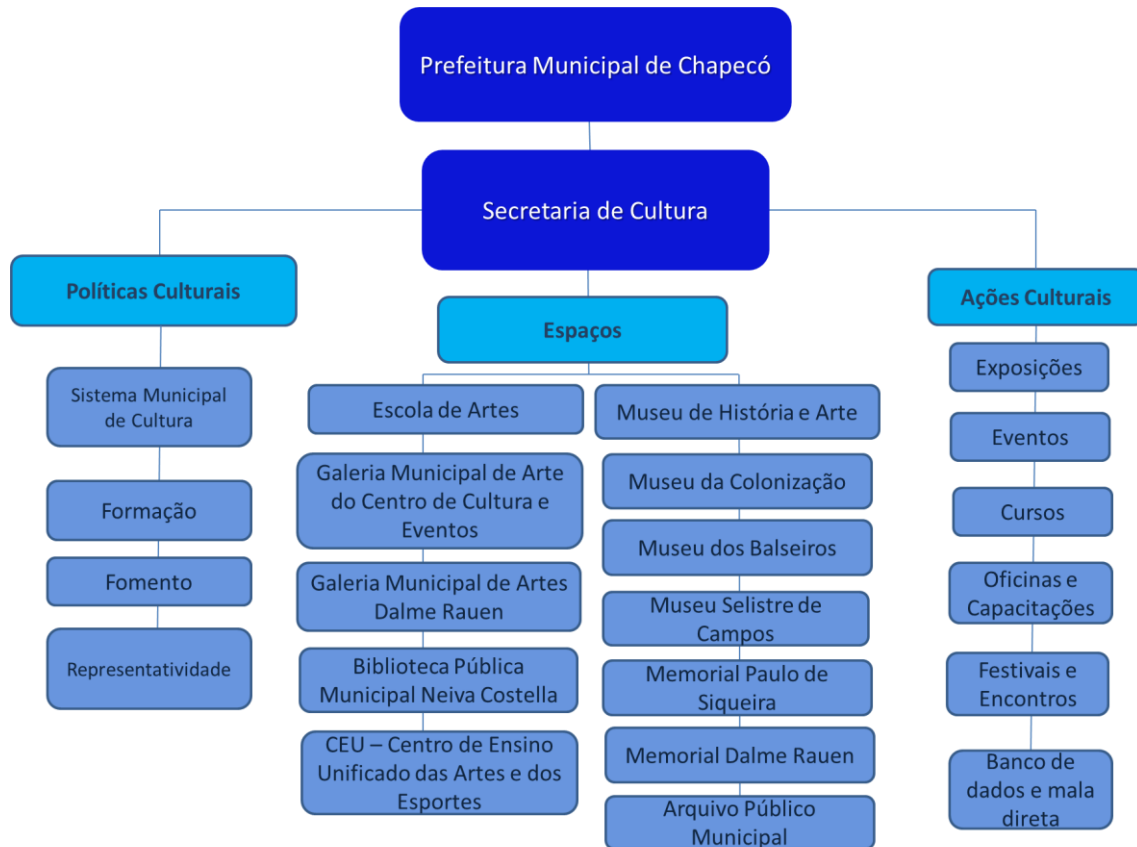 Prefeitura Municipal de Chapecó
Secretaria de Cultura
Políticas Culturais
Sistema Municipal
de Cultura
Formação
Fomento
Representatividade
Espaços
Escola de Artes
Galeria Municipal de Arte
do Centro de Cultura e
Eventos
Galeria Municipal de Artes
Dalme Rauen
Biblioteca Pública
Municipal Neiva Costella
CEU – Centro de Ensino
Unificado das Artes e dos
Esportes
Museu de História e Arte
Museu da Colonização
Museu dos Balseiros
Museu Selistre de
Campos
Memorial Paulo de
Siqueira
Memorial Dalme Rauen
Arquivo Público
Municipal
Ações Culturais
Exposições
Eventos
Cursos
Oficinas e
Capacitações
Festivais e
Encontros
Banco de
dados e mala
direta